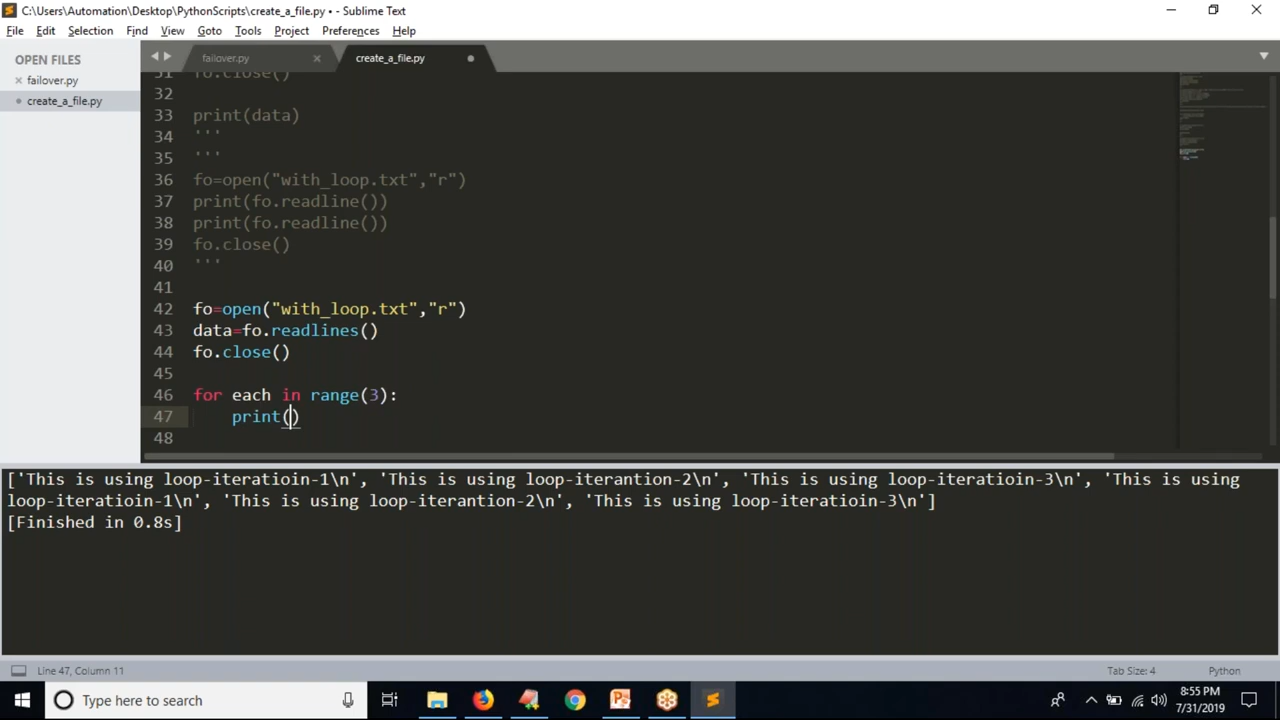 C:\Users\Automation\Desktop\PythonScripts\create_a_file.py • - Sublime Text
File Edit Selection Find View Goto Tools Project Preferences Help
OPEN FILES
failover.py
create_a_file.py
failover.py create_a_file.py
31 fo.close()
32
33 print(data)
34 '''
35 '''
36 fo=open("with_loop.txt","r")
37 print(fo.readline())
38 print(fo.readline())
39 fo.close()
40 '''
41
42 fo=open("with_loop.txt","r")
43 data=fo.readlines()
44 fo.close()
45
46 for each in range(3):
47 print()
48
['This is using loop-iteratioin-1\n', 'This is using loop-iterantion-2\n', 'This is using loop-iteratioin-3\n', 'This is using
loop-iteratioin-1\n', 'This is using loop-iterantion-2\n', 'This is using loop-iteratioin-3\n']
[Finished in 0.8s]
Line 47, Column 11 Tab Size: 4 Python
Type here to search
8:55 PM
7/31/2019